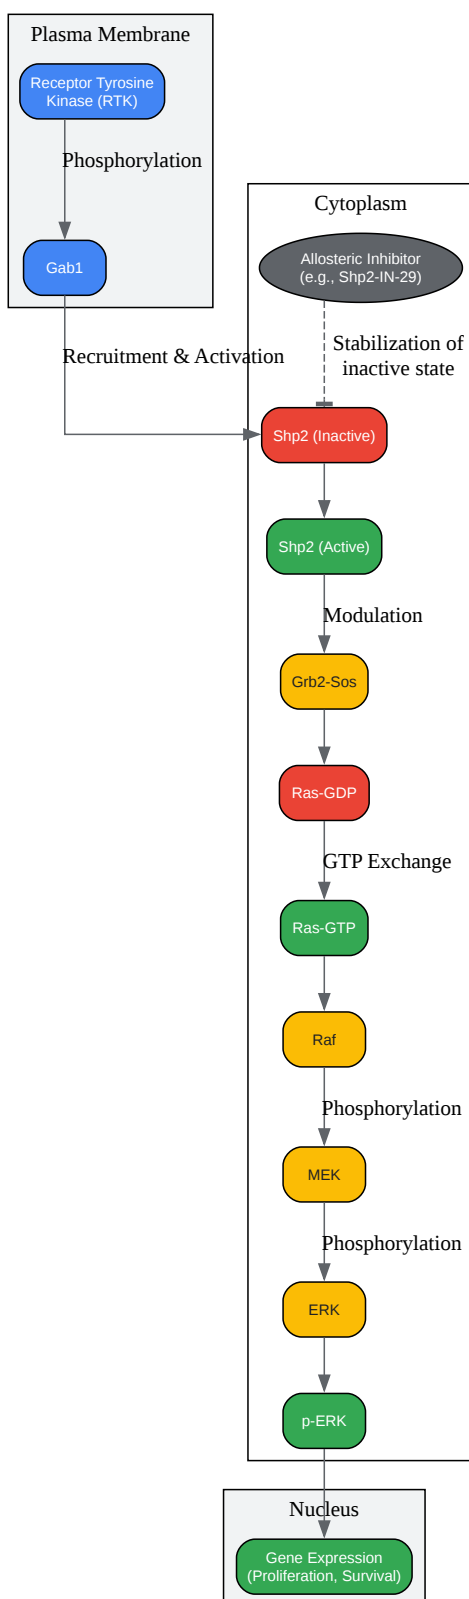 Plasma Membrane
Receptor Tyrosine
Kinase (RTK)
Phosphorylation
Gab1
Recruitment & Activation
Cytoplasm
Allosteric Inhibitor
(e.g., Shp2-IN-29)
Stabilization of
inactive state
Shp2 (Inactive)
Shp2 (Active)
Modulation
Grb2-Sos
Ras-GDP
GTP Exchange
Ras-GTP
Raf
Phosphorylation
MEK
Phosphorylation
ERK
p-ERK
Nucleus
Gene Expression
(Proliferation, Survival)